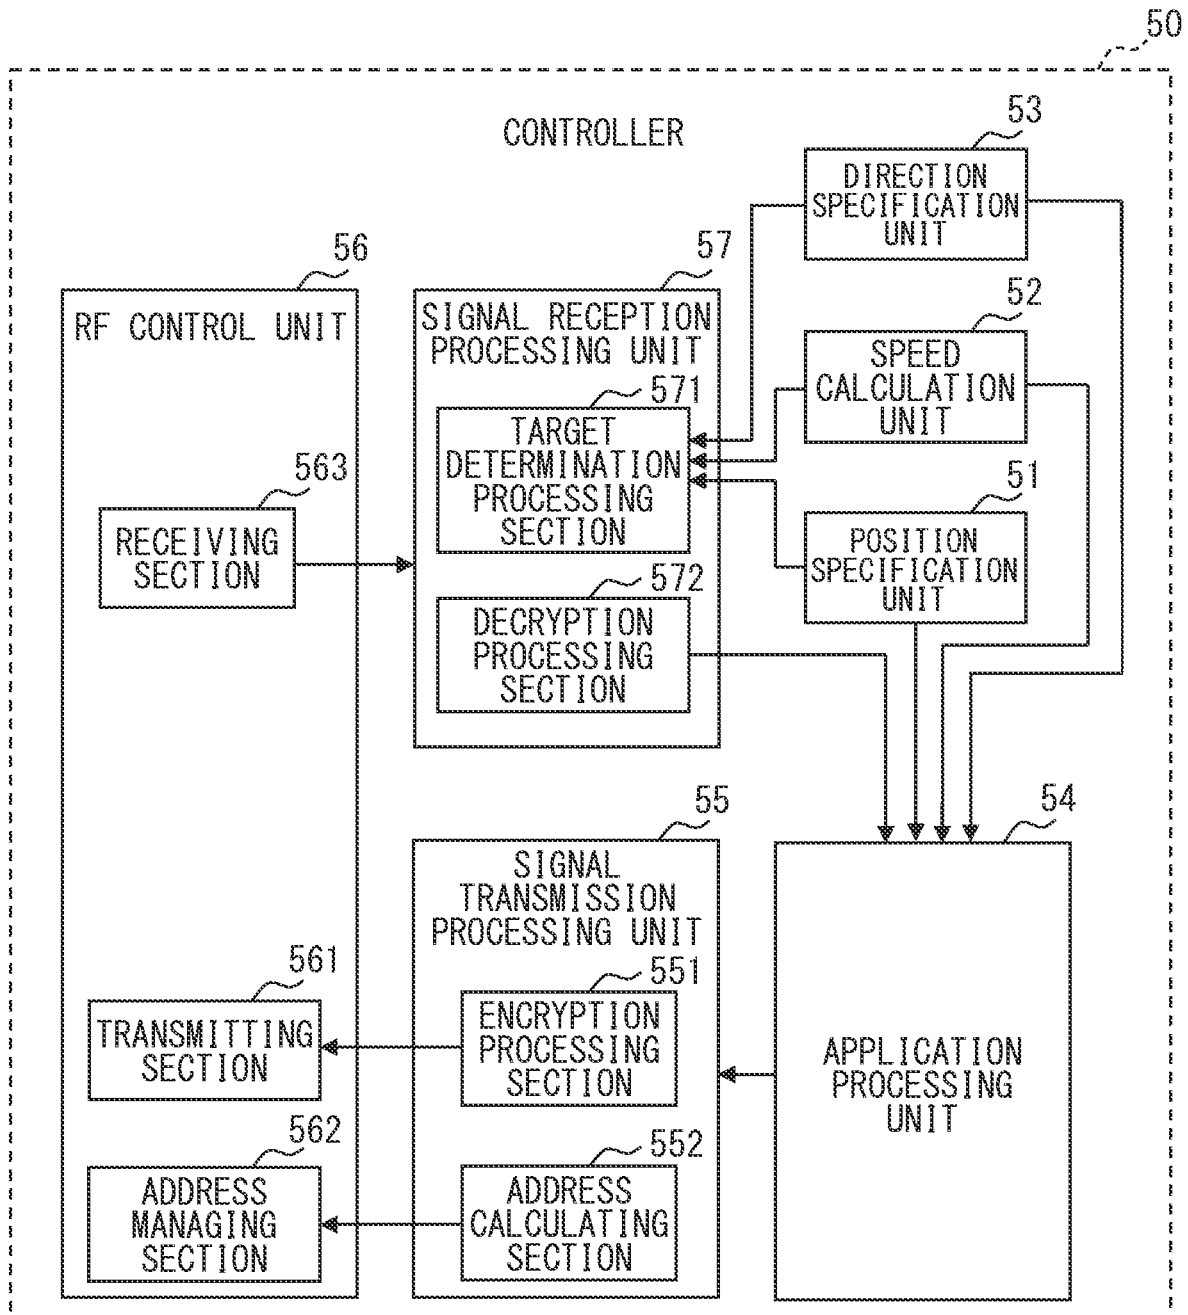 50
CONTROLLER
53
DIRECTION
SPECIFICATION
UNIT
56
RF CONTROL UNIT
57
SIGNAL RECEPTION
PROCESSING UNIT
52
SPEED
CALCULATION
UNIT
571
TARGET
DETERMINATION
PROCESSING
SECTION
563
RECEIVING
SECTION
51
POSITION
SPECIFICATION
UNIT
572
DECRYPTION
PROCESSING
SECTION
55
SIGNAL
TRANSMISSION
PROCESSING UNIT
54
APPLICATION
PROCESSING
UNIT
561
TRANSMITTING
SECTION
551
ENCRYPTION
PROCESSING
SECTION
562
ADDRESS
MANAGING
SECTION
552
ADDRESS
CALCULATING
SECTION